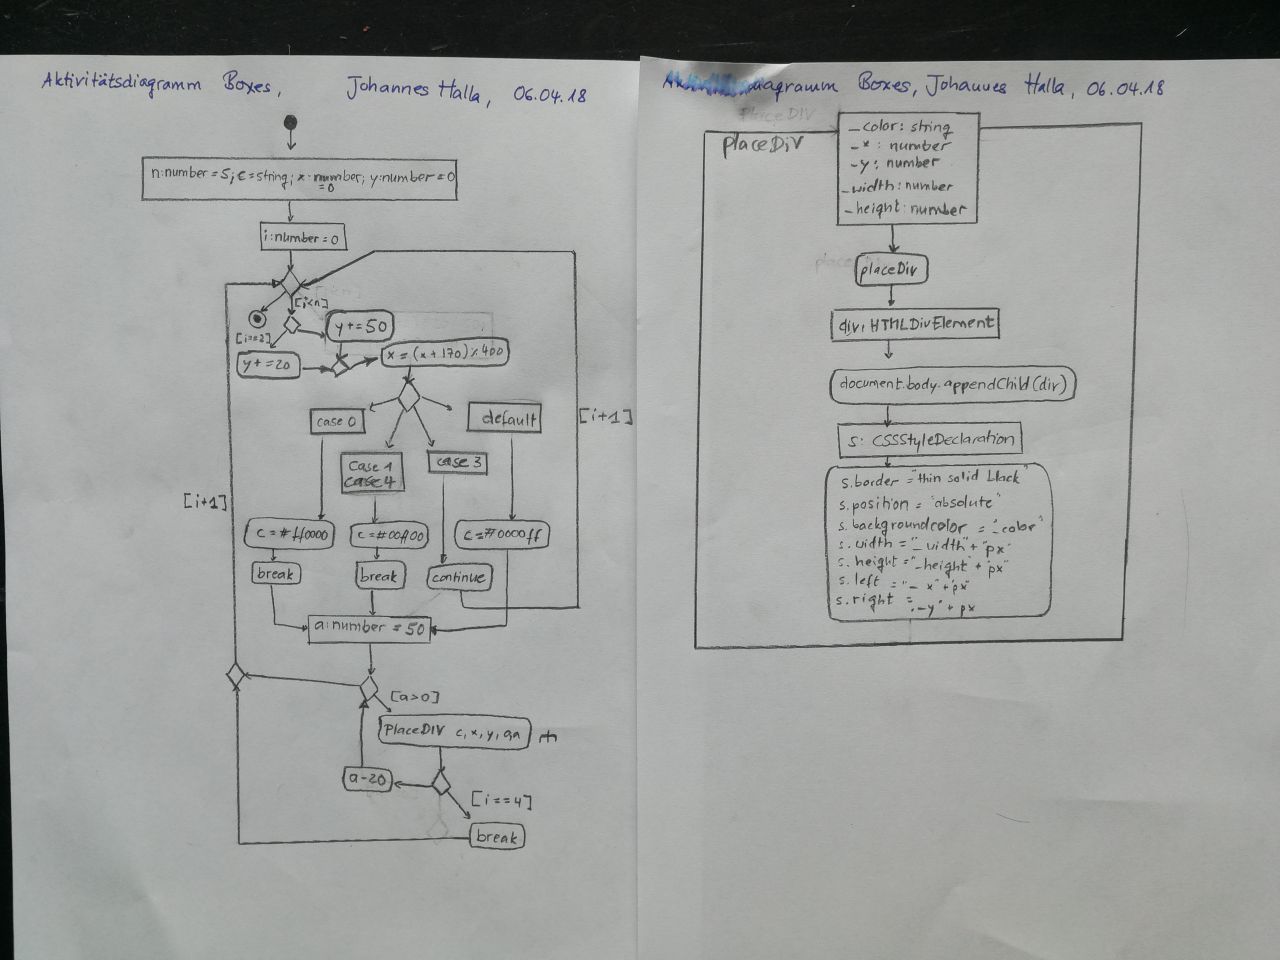 Aktivitätsdiagramm Boxes, Johannes Halla, 06.04.18
n:number = 5; c=string; x:number=0; y:number=0
i:number=0
[i<n]
[i==2]
y+=50
y+=20
x=(x+170)%400
case 0
default
case 1
case 4
case 3
[i+1]
[i+1]
c=#ff0000
c=#00ff00
c=#0000ff
break
break
continue
a:number = 50
[a>0]
PlaceDIV c,x,y,a,a
a-20
[i==4]
break
diagramm Boxes, Johannes Halla, 06.04.18
placeDiv
_color: string
_x: number
_y: number
_width: number
_height: number
placeDiv
div: HTMLDivElement
document.body.appendChild(div)
s: CSSStyleDeclaration
s.border = "thin solid black"
s.position = "absolute"
s.backgroundcolor = "_color"
s.width = "_width" + "px"
s.height = "_height" + "px"
s.left = "_x" + "px"
s.right = "_y" + px